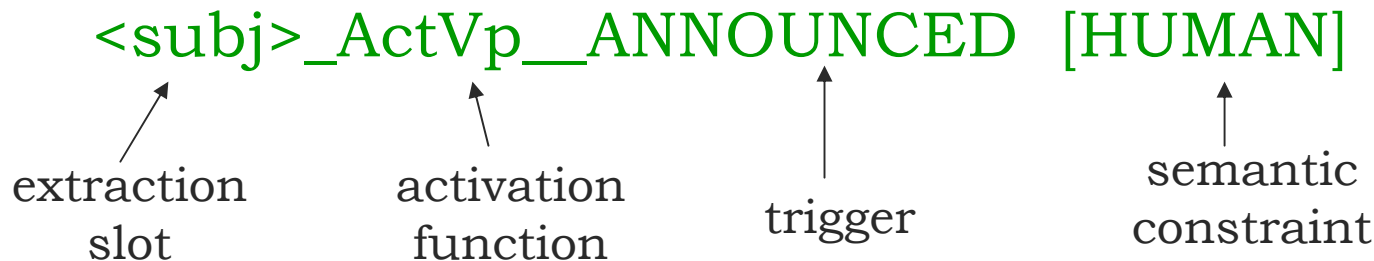 <subj>_ActVp__ANNOUNCED [HUMAN]
extraction
slot
activation
function
trigger
semantic
constraint